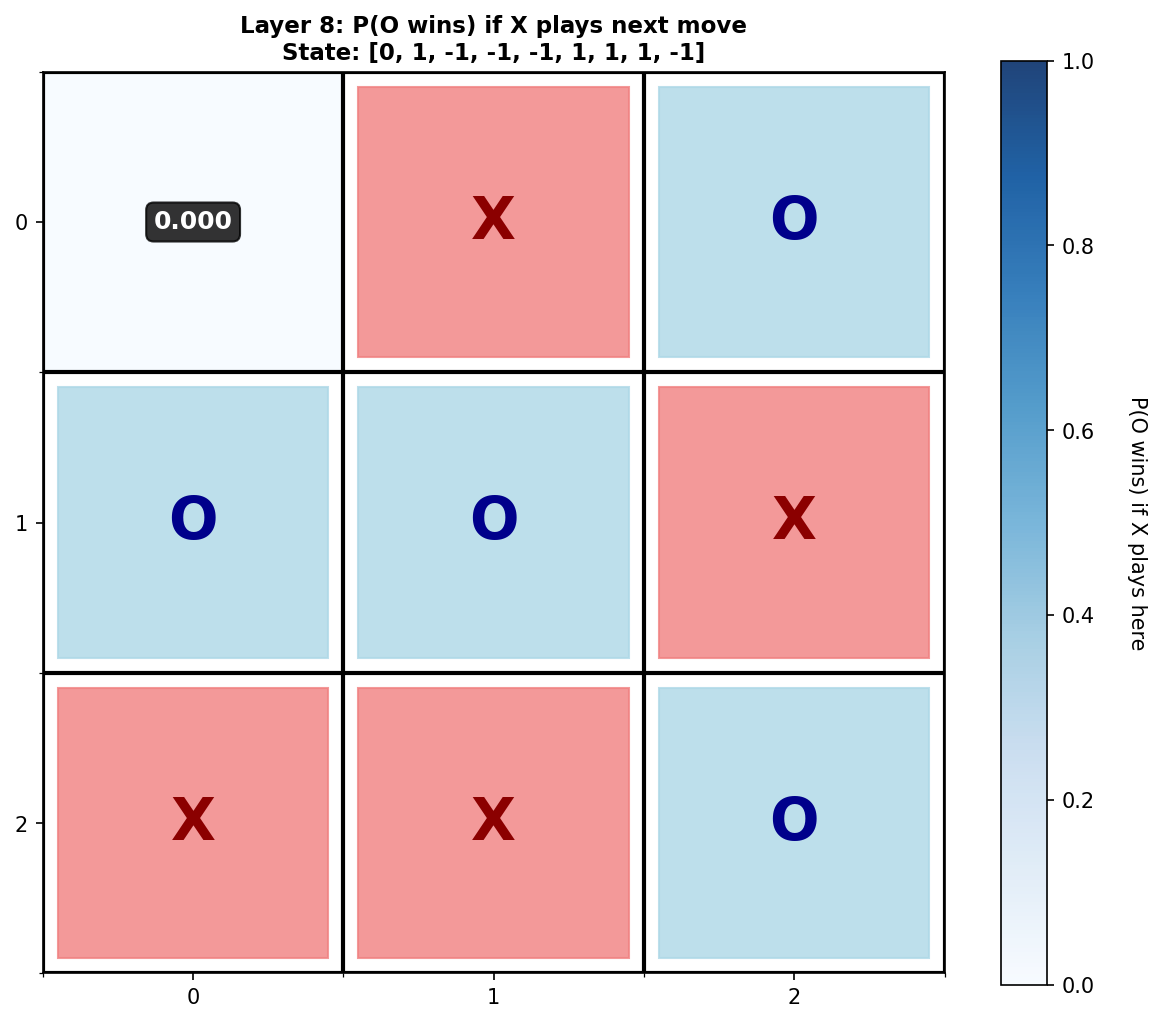 Layer 8: P(O wins) if X plays next move
State: [0, 1, -1, -1, -1, 1, 1, 1, -1]
0.000
X
O
O
O
X
X
X
O
0
1
2
0
1
2
1.0
0.8
0.6
0.4
0.2
0.0
P(O wins) if X plays here